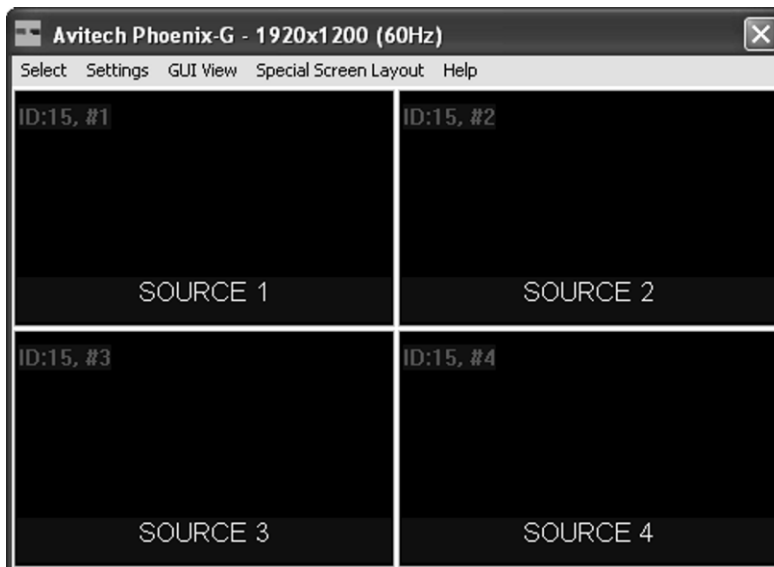 Avitech Phoenix-G - 1920x1200 (60Hz)
Select Settings GUI View Special Screen Layout Help
ID:15, #1 ID:15, #2
SOURCE 1 SOURCE 2
ID:15, #3 ID:15, #4
SOURCE 3 SOURCE 4